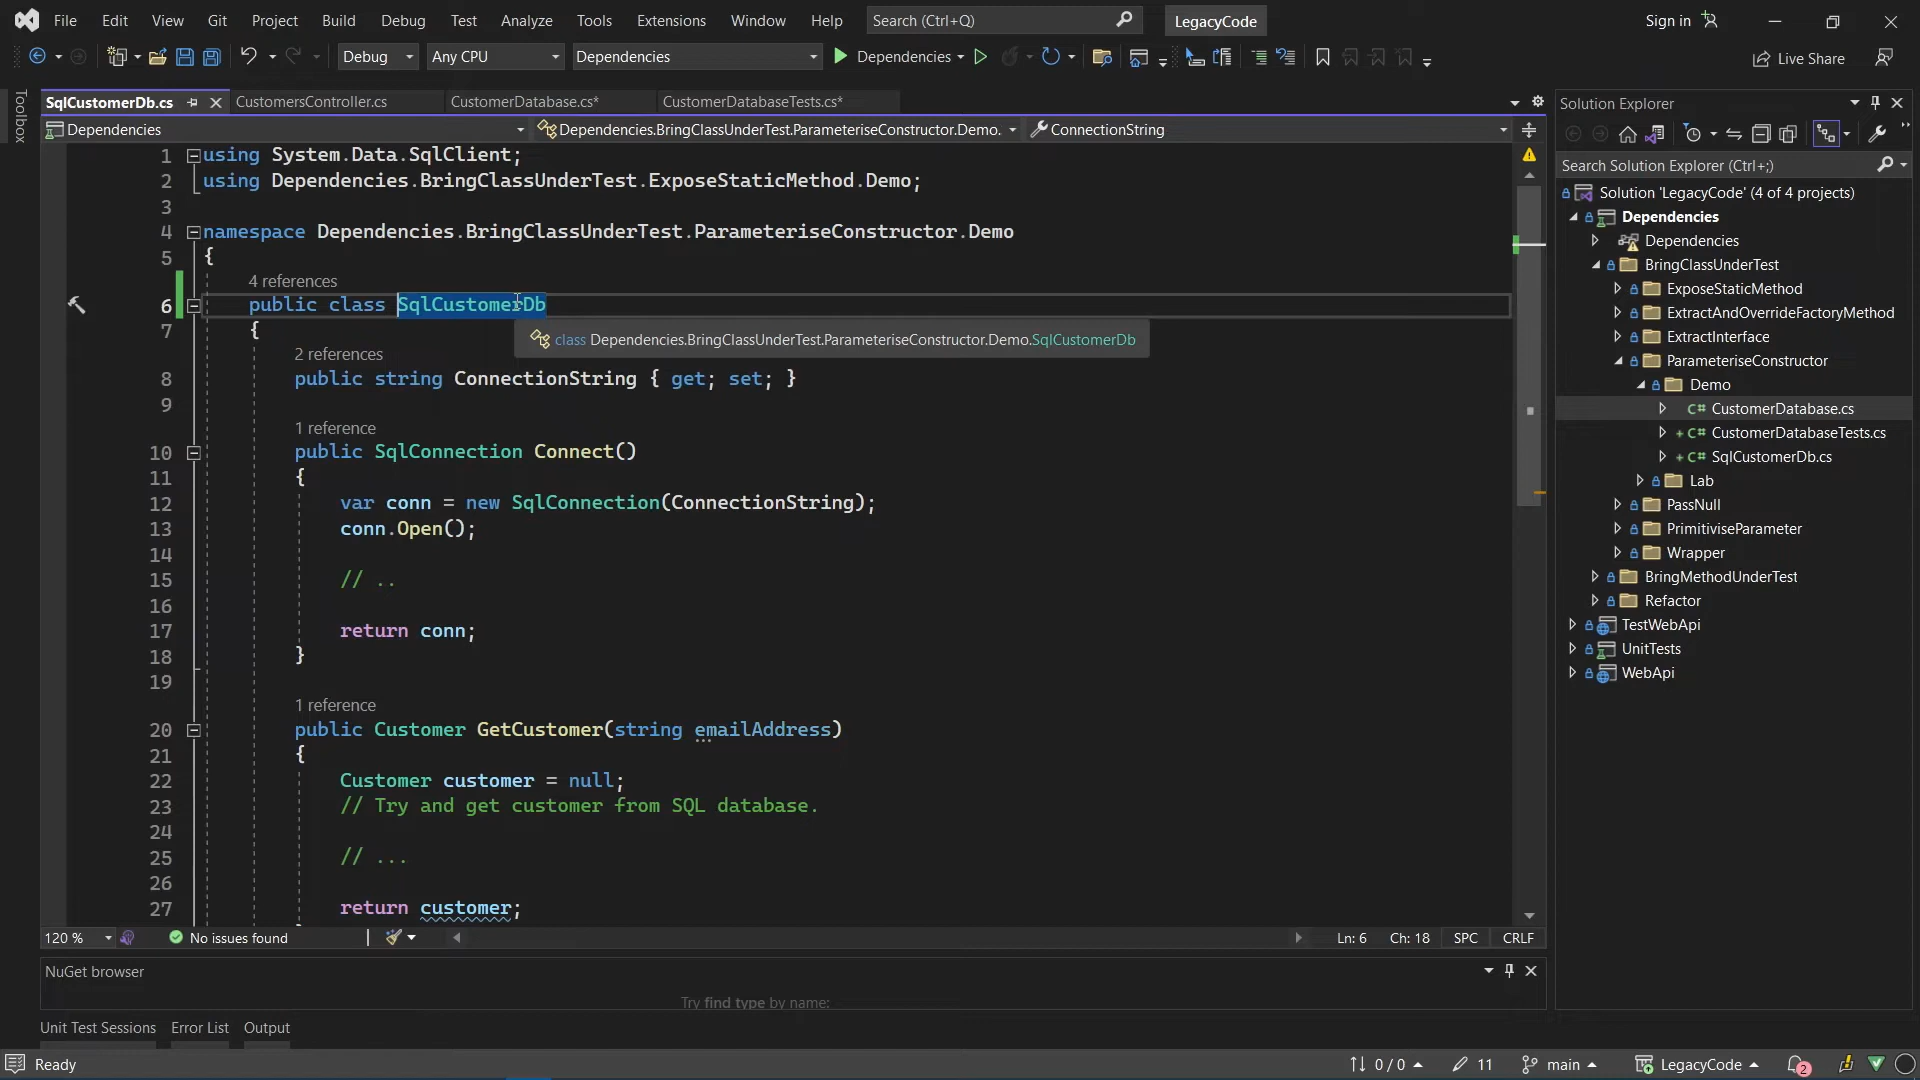 File Edit View Git Project Build Debug Test Analyze Tools Extensions Window Help Search (Ctrl+Q) LegacyCode Sign in
Debug Any CPU Dependencies Dependencies Live Share
Toolbox
SqlCustomerDb.cs CustomersController.cs CustomerDatabase.cs* CustomerDatabaseTests.cs*
Dependencies Dependencies.BringClassUnderTest.ParameteriseConstructor.Demo. ConnectionString
1 using System.Data.SqlClient;
2 using Dependencies.BringClassUnderTest.ExposeStaticMethod.Demo;
3
4 namespace Dependencies.BringClassUnderTest.ParameteriseConstructor.Demo
5 {
4 references
6 public class SqlCustomerDb
7 {
class Dependencies.BringClassUnderTest.ParameteriseConstructor.Demo.SqlCustomerDb
2 references
8 public string ConnectionString { get; set; }
9
1 reference
10 public SqlConnection Connect()
11 {
12 var conn = new SqlConnection(ConnectionString);
13 conn.Open();
14
15 // ..
16
17 return conn;
18 }
19
1 reference
20 public Customer GetCustomer(string emailAddress)
21 {
22 Customer customer = null;
23 // Try and get customer from SQL database.
24
25 // ...
26
27 return customer;
120 % No issues found Ln: 6 Ch: 18 SPC CRLF
NuGet browser
Try find type by name:
Unit Test Sessions Error List Output
Solution Explorer
Search Solution Explorer (Ctrl+;)
Solution 'LegacyCode' (4 of 4 projects)
Dependencies
Dependencies
BringClassUnderTest
ExposeStaticMethod
ExtractAndOverrideFactoryMethod
ExtractInterface
ParameteriseConstructor
Demo
C# CustomerDatabase.cs
+ C# CustomerDatabaseTests.cs
+ C# SqlCustomerDb.cs
Lab
PassNull
PrimitiviseParameter
Wrapper
BringMethodUnderTest
Refactor
TestWebApi
UnitTests
WebApi
Ready 0 / 0 11 main LegacyCode 2